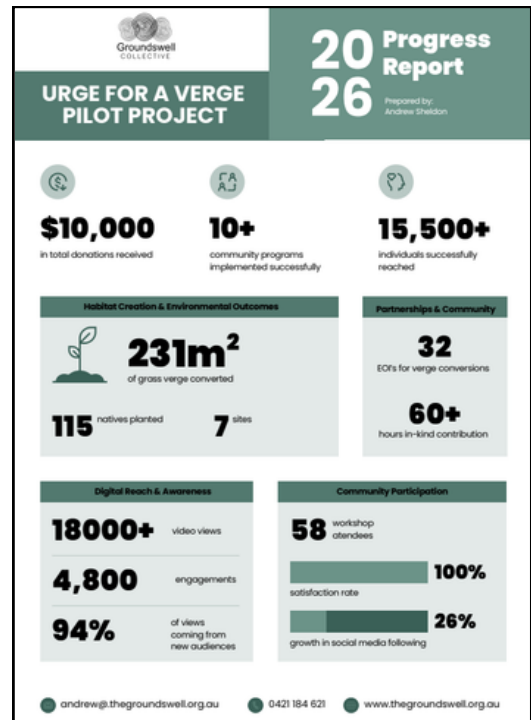 Groundswell
COLLECTIVE
URGE FOR A VERGE
PILOT PROJECT
20
26
Progress
Report
Prepared by:
Andrew Sheldon
$10,000
in total donations received
10+
community programs
implemented successfully
15,500+
individuals successfully
reached
Habitat Creation & Environmental Outcomes
231m²
of grass verge converted
115 natives planted
7 sites
Partnerships & Community
32
EOI's for verge conversions
60+
hours in-kind contribution
Digital Reach & Awareness
18000+ video views
4,800 engagements
94% of views
coming from
new audiences
Community Participation
58 workshop
atendees
100%
satisfaction rate
26%
growth in social media following
andrew@.thegroundswell.org.au
0421 184 621
www.thegroundswell.org.au